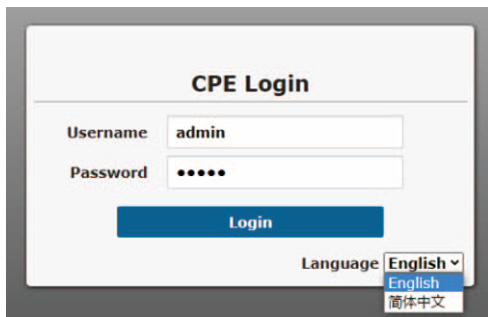 CPE Login
Username admin
Password •••••
Login
Language English
English
简体中文